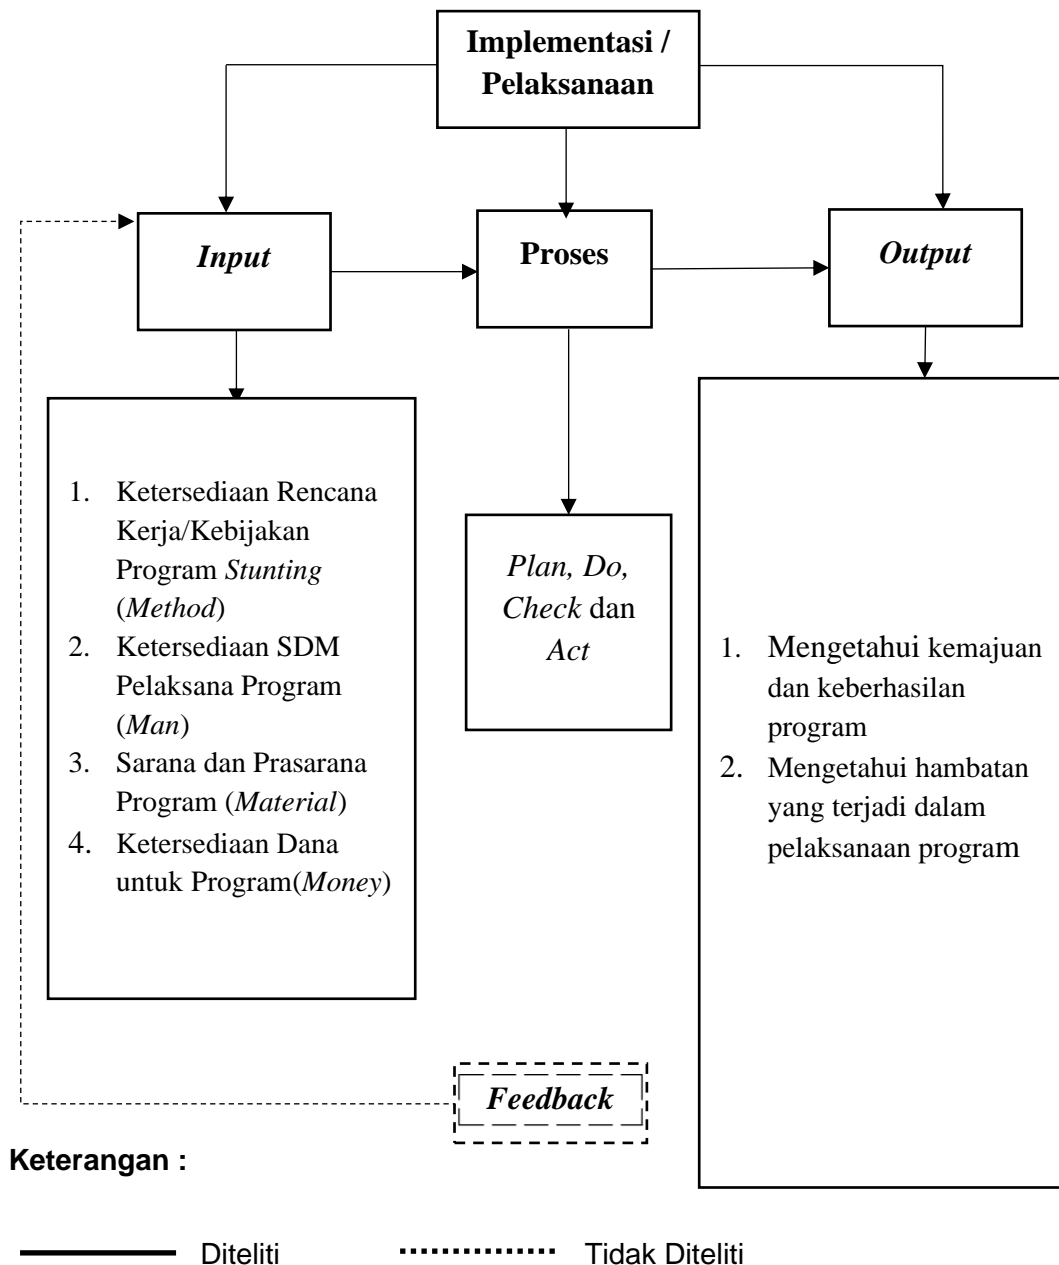 Implementasi /
Pelaksanaan
Input
Proses
Output
1. Ketersediaan Rencana
Kerja/Kebijakan
Program Stunting
(Method)
2. Ketersediaan SDM
Pelaksana Program
(Man)
3. Sarana dan Prasarana
Program (Material)
4. Ketersediaan Dana
untuk Program(Money)
Plan, Do,
Check dan
Act
1. Mengetahui kemajuan
dan keberhasilan
program
2. Mengetahui hambatan
yang terjadi dalam
pelaksanaan program
Feedback
Keterangan :
Diteliti
Tidak Diteliti